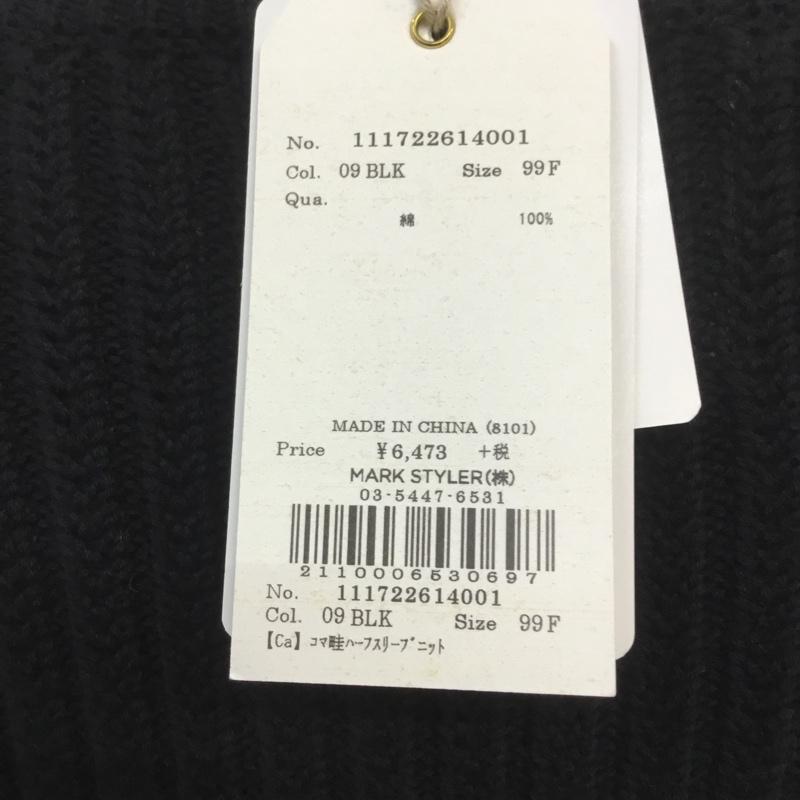 No. 111722614001
Col. 09 BLK Size 99 F
Qua.
綿 100%
MADE IN CHINA (8101)
Price ¥6,473 +税
MARK STYLER(株)
03-5447-6531
2110006530697
No. 111722614001
Col. 09 BLK Size 99 F
【Ca】ｺﾏ畦ﾊｰﾌｽﾘｰﾌﾞﾆｯﾄ